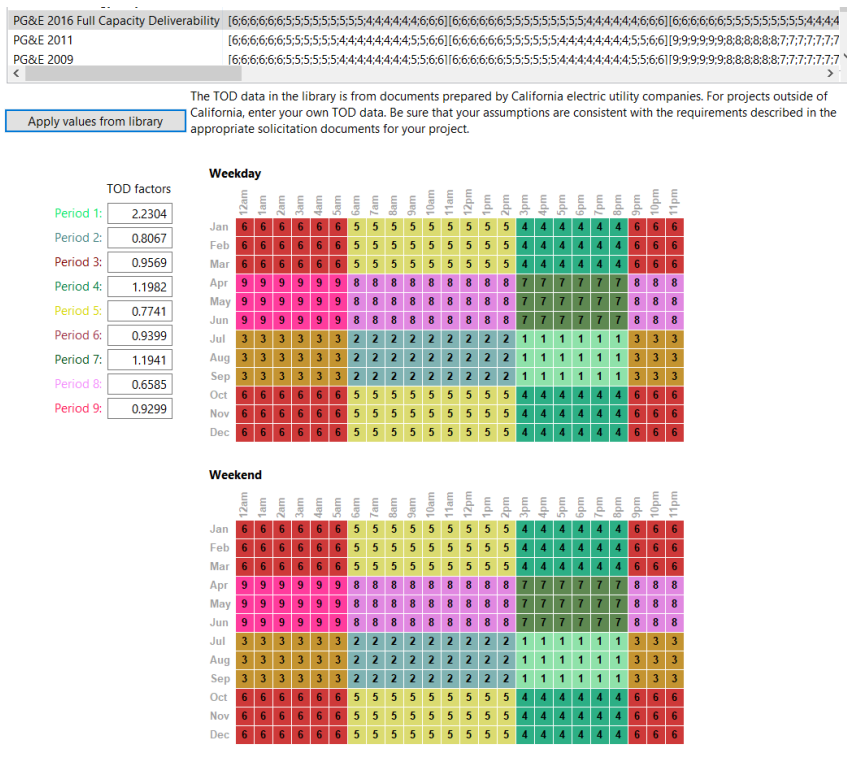 PG&E 2016 Full Capacity Deliverability [6;6;6;6;6;6;5;5;5;5;5;5;5;5;5;4;4;4;4;4;4;6;6;6][6;6;6;6;6;6;5;5;5;5;5;5;5;5;5;4;4;4;4;4;4;6;6;6][6;6;6;6;6;6;5;5;5;5;5;5;5;5;5;4;4;4;4
PG&E 2011 [6;6;6;6;6;6;5;5;5;5;5;4;4;4;4;4;4;4;4;4;5;5;6;6][6;6;6;6;6;6;5;5;5;5;5;4;4;4;4;4;4;4;4;4;5;5;6;6][9;9;9;9;9;9;8;8;8;8;8;7;7;7;7;7;7
PG&E 2009 [6;6;6;6;6;6;5;5;5;5;5;4;4;4;4;4;4;4;4;4;5;5;6;6][6;6;6;6;6;6;5;5;5;5;5;4;4;4;4;4;4;4;4;4;5;5;6;6][9;9;9;9;9;9;8;8;8;8;8;7;7;7;7;7;7
Apply values from library
The TOD data in the library is from documents prepared by California electric utility companies. For projects outside of
California, enter your own TOD data. Be sure that your assumptions are consistent with the requirements described in the
appropriate solicitation documents for your project.
TOD factors
Period 1: 2.2304
Period 2: 0.8067
Period 3: 0.9569
Period 4: 1.1982
Period 5: 0.7741
Period 6: 0.9399
Period 7: 1.1941
Period 8: 0.6585
Period 9: 0.9299
Weekday
12am 1am 2am 3am 4am 5am 6am 7am 8am 9am 10am 11am 12pm 1pm 2pm 3pm 4pm 5pm 6pm 7pm 8pm 9pm 10pm 11pm
Jan 6 6 6 6 6 6 5 5 5 5 5 5 5 5 5 4 4 4 4 4 4 6 6 6
Feb 6 6 6 6 6 6 5 5 5 5 5 5 5 5 5 4 4 4 4 4 4 6 6 6
Mar 6 6 6 6 6 6 5 5 5 5 5 5 5 5 5 4 4 4 4 4 4 6 6 6
Apr 9 9 9 9 9 9 8 8 8 8 8 8 8 8 8 7 7 7 7 7 7 8 8 8
May 9 9 9 9 9 9 8 8 8 8 8 8 8 8 8 7 7 7 7 7 7 8 8 8
Jun 9 9 9 9 9 9 8 8 8 8 8 8 8 8 8 7 7 7 7 7 7 8 8 8
Jul 3 3 3 3 3 3 2 2 2 2 2 2 2 2 2 1 1 1 1 1 1 3 3 3
Aug 3 3 3 3 3 3 2 2 2 2 2 2 2 2 2 1 1 1 1 1 1 3 3 3
Sep 3 3 3 3 3 3 2 2 2 2 2 2 2 2 2 1 1 1 1 1 1 3 3 3
Oct 6 6 6 6 6 6 5 5 5 5 5 5 5 5 5 4 4 4 4 4 4 6 6 6
Nov 6 6 6 6 6 6 5 5 5 5 5 5 5 5 5 4 4 4 4 4 4 6 6 6
Dec 6 6 6 6 6 6 5 5 5 5 5 5 5 5 5 4 4 4 4 4 4 6 6 6
Weekend
12am 1am 2am 3am 4am 5am 6am 7am 8am 9am 10am 11am 12pm 1pm 2pm 3pm 4pm 5pm 6pm 7pm 8pm 9pm 10pm 11pm
Jan 6 6 6 6 6 6 5 5 5 5 5 5 5 5 5 4 4 4 4 4 4 6 6 6
Feb 6 6 6 6 6 6 5 5 5 5 5 5 5 5 5 4 4 4 4 4 4 6 6 6
Mar 6 6 6 6 6 6 5 5 5 5 5 5 5 5 5 4 4 4 4 4 4 6 6 6
Apr 9 9 9 9 9 9 8 8 8 8 8 8 8 8 8 7 7 7 7 7 7 8 8 8
May 9 9 9 9 9 9 8 8 8 8 8 8 8 8 8 7 7 7 7 7 7 8 8 8
Jun 9 9 9 9 9 9 8 8 8 8 8 8 8 8 8 7 7 7 7 7 7 8 8 8
Jul 3 3 3 3 3 3 2 2 2 2 2 2 2 2 2 1 1 1 1 1 1 3 3 3
Aug 3 3 3 3 3 3 2 2 2 2 2 2 2 2 2 1 1 1 1 1 1 3 3 3
Sep 3 3 3 3 3 3 2 2 2 2 2 2 2 2 2 1 1 1 1 1 1 3 3 3
Oct 6 6 6 6 6 6 5 5 5 5 5 5 5 5 5 4 4 4 4 4 4 6 6 6
Nov 6 6 6 6 6 6 5 5 5 5 5 5 5 5 5 4 4 4 4 4 4 6 6 6
Dec 6 6 6 6 6 6 5 5 5 5 5 5 5 5 5 4 4 4 4 4 4 6 6 6